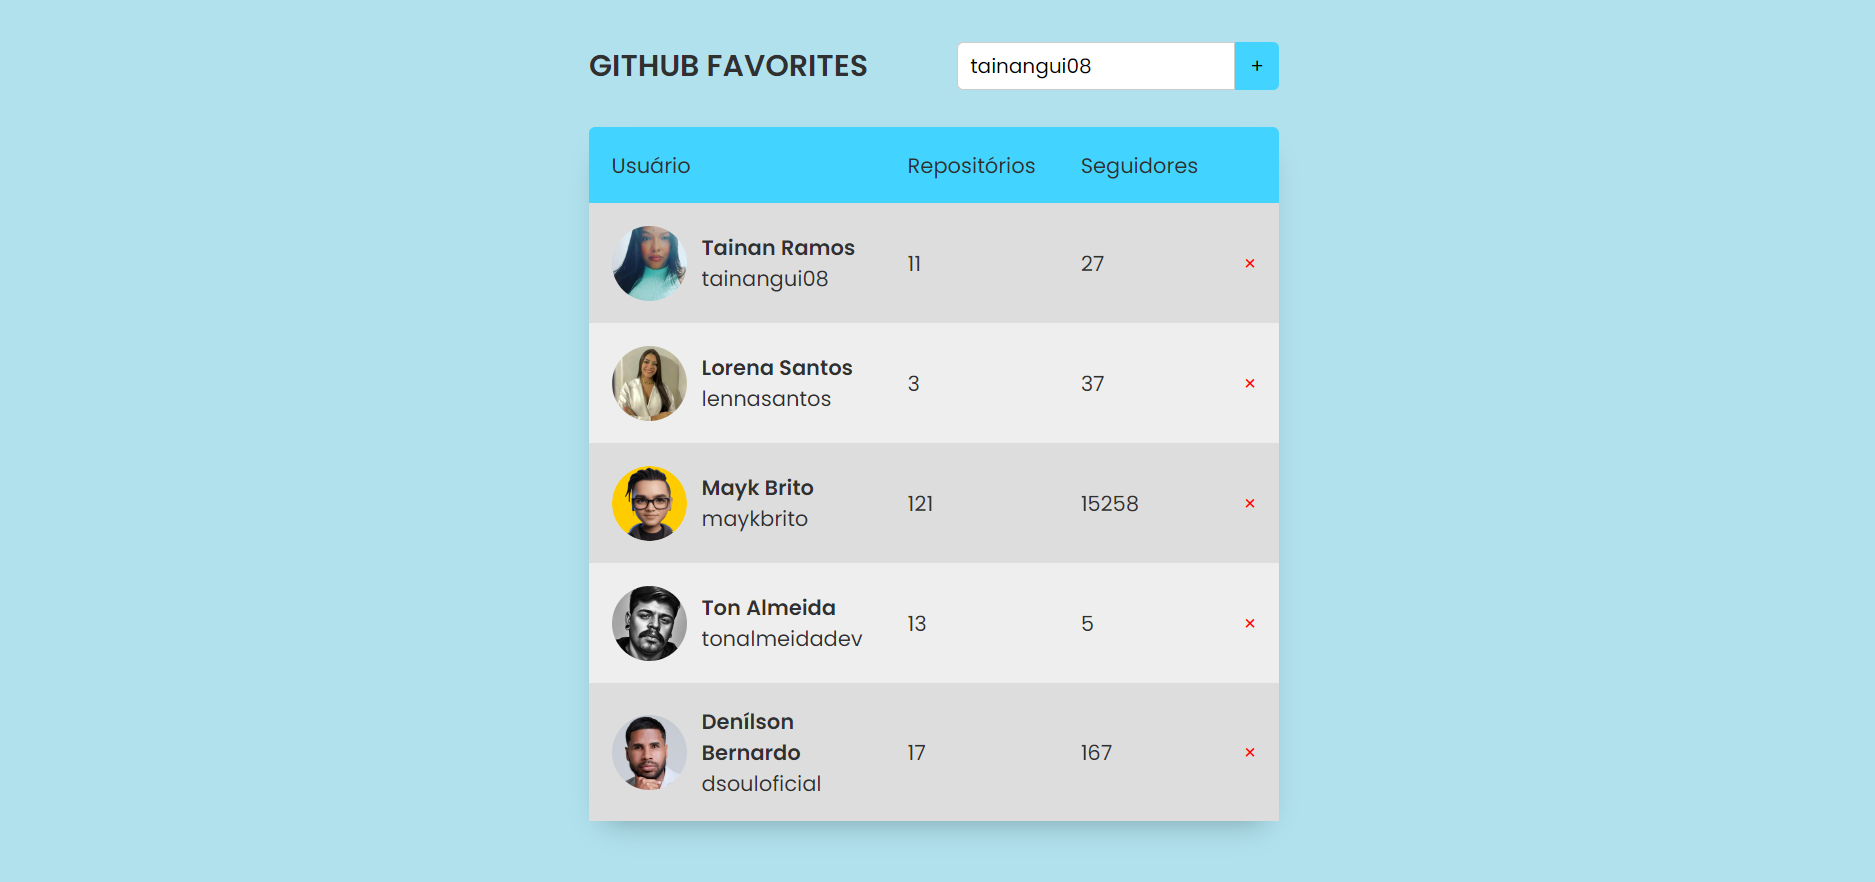 GITHUB FAVORITES
tainangui08 +
Usuário Repositórios Seguidores
Tainan Ramos
tainangui08
11 27 ×
Lorena Santos
lennasantos
3 37 ×
Mayk Brito
maykbrito
121 15258 ×
Ton Almeida
tonalmeidadev
13 5 ×
Denílson
Bernardo
dsouloficial
17 167 ×